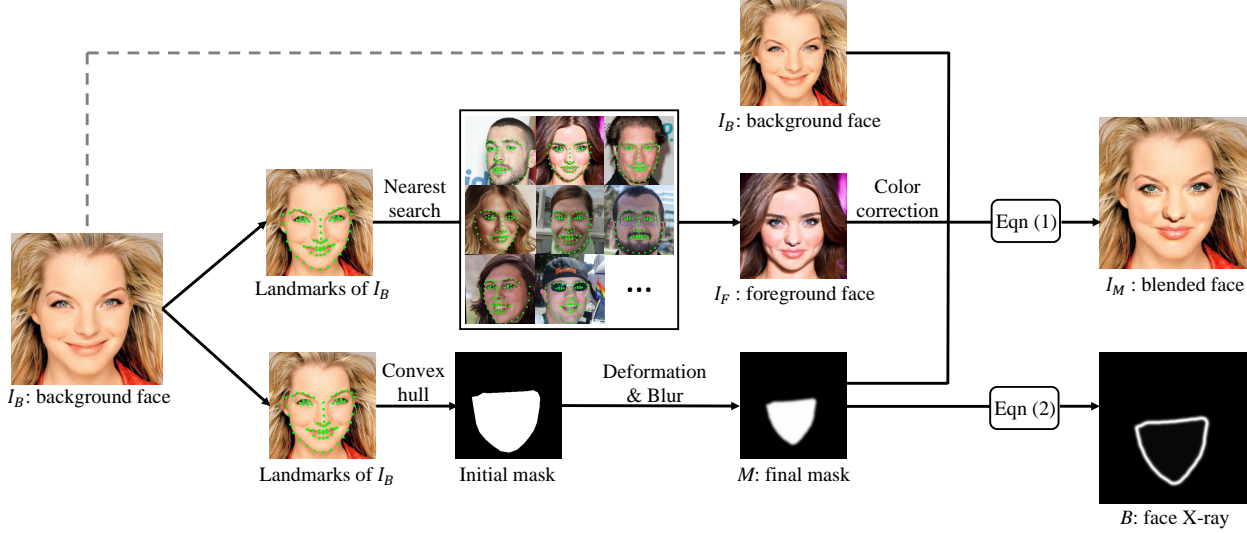 I_B: background face
Nearest
search
Color
correction
Eqn (1)
Landmarks of I_B
I_F : foreground face
I_M : blended face
I_B: background face
Convex
hull
Deformation
& Blur
Eqn (2)
Landmarks of I_B
Initial mask
M: final mask
B: face X-ray